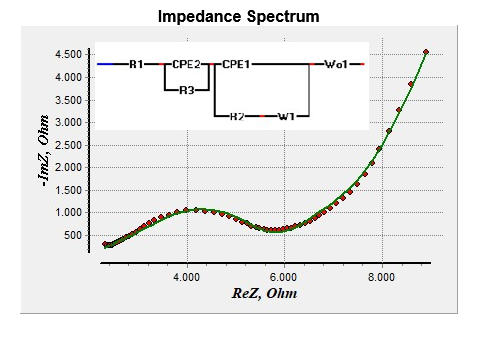 Impedance Spectrum
R1 CPE2 CPE1 Wo1
R3
R2 W1
-ImZ, Ohm
4.500
4.000
3.500
3.000
2.500
2.000
1.500
1.000
500
4.000 6.000 8.000
ReZ, Ohm